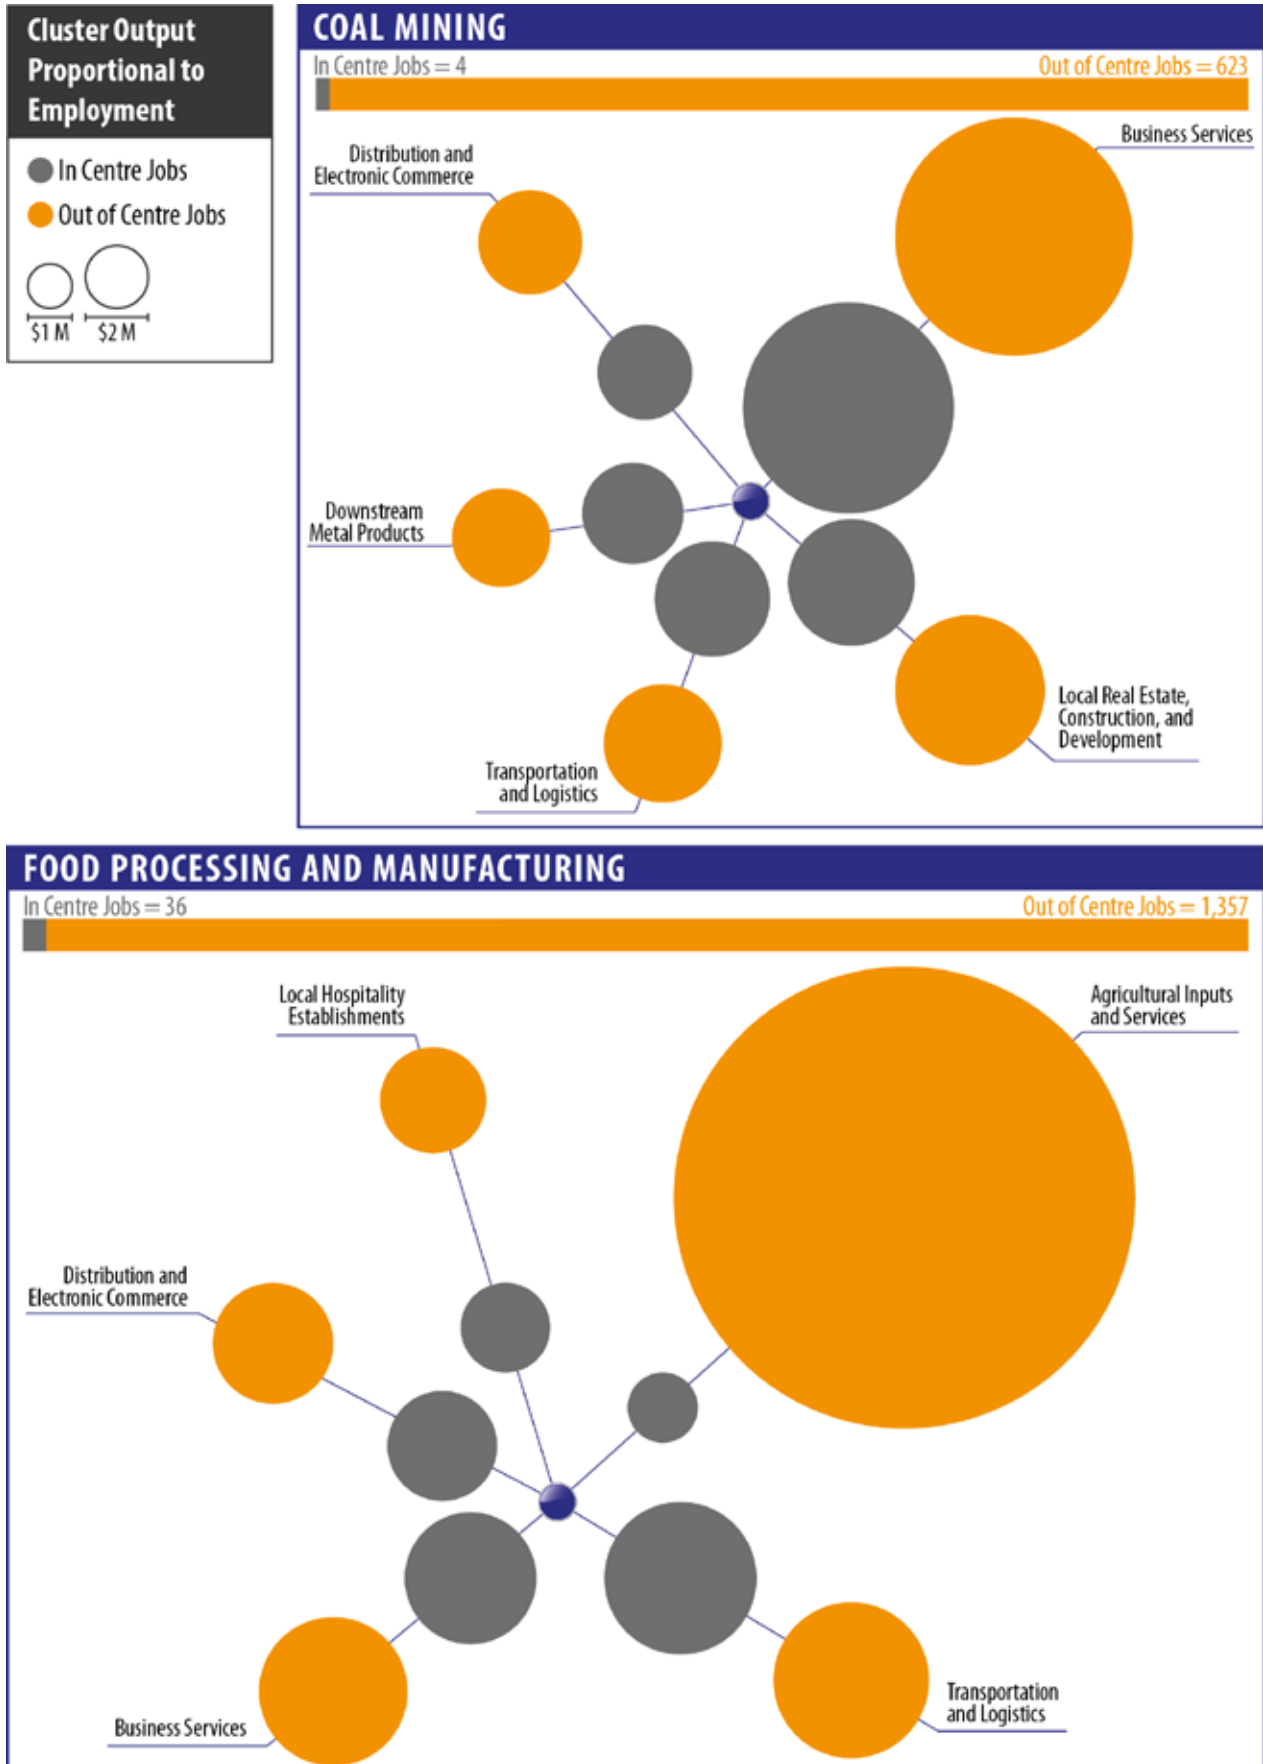 Cluster Output
Proportional to
Employment
In Centre Jobs
Out of Centre Jobs
$1 M
$2 M
COAL MINING
In Centre Jobs = 4
Out of Centre Jobs = 623
Business Services
Distribution and
Electronic Commerce
Downstream
Metal Products
Local Real Estate,
Construction, and
Development
Transportation
and Logistics
FOOD PROCESSING AND MANUFACTURING
In Centre Jobs = 36
Out of Centre Jobs = 1,357
Local Hospitality
Establishments
Agricultural Inputs
and Services
Distribution and
Electronic Commerce
Business Services
Transportation
and Logistics